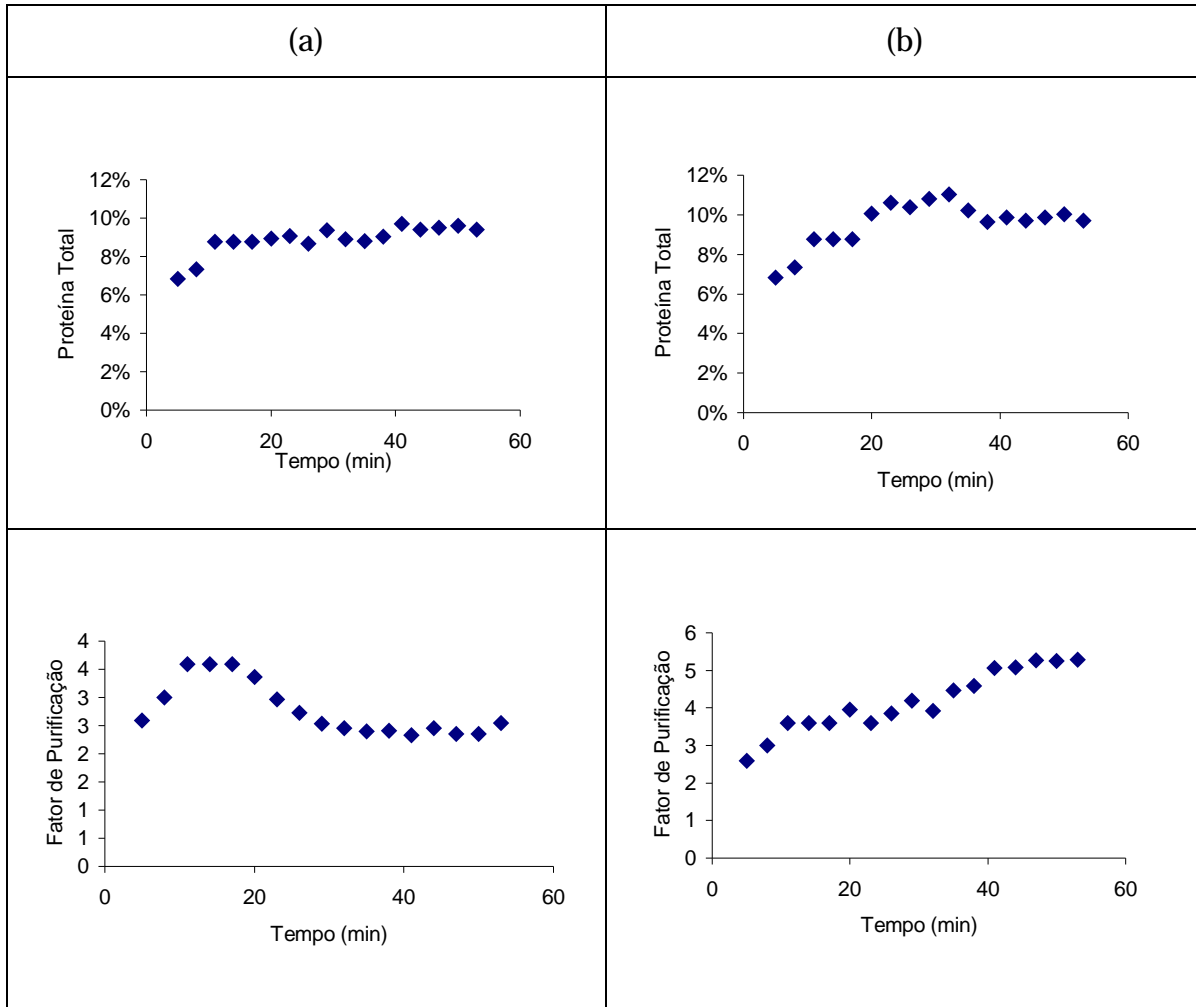 (a)
(b)
12%
10%
8%
6%
4%
2%
0%
Proteína Total
0 20 40 60
Tempo (min)
12%
10%
8%
6%
4%
2%
0%
Proteína Total
0 20 40 60
Tempo (min)
4
4
3
3
2
1
1
0
Fator de Purificação
0 20 40 60
Tempo (min)
6
5
4
3
2
1
0
Fator de Purificação
0 20 40 60
Tempo (min)